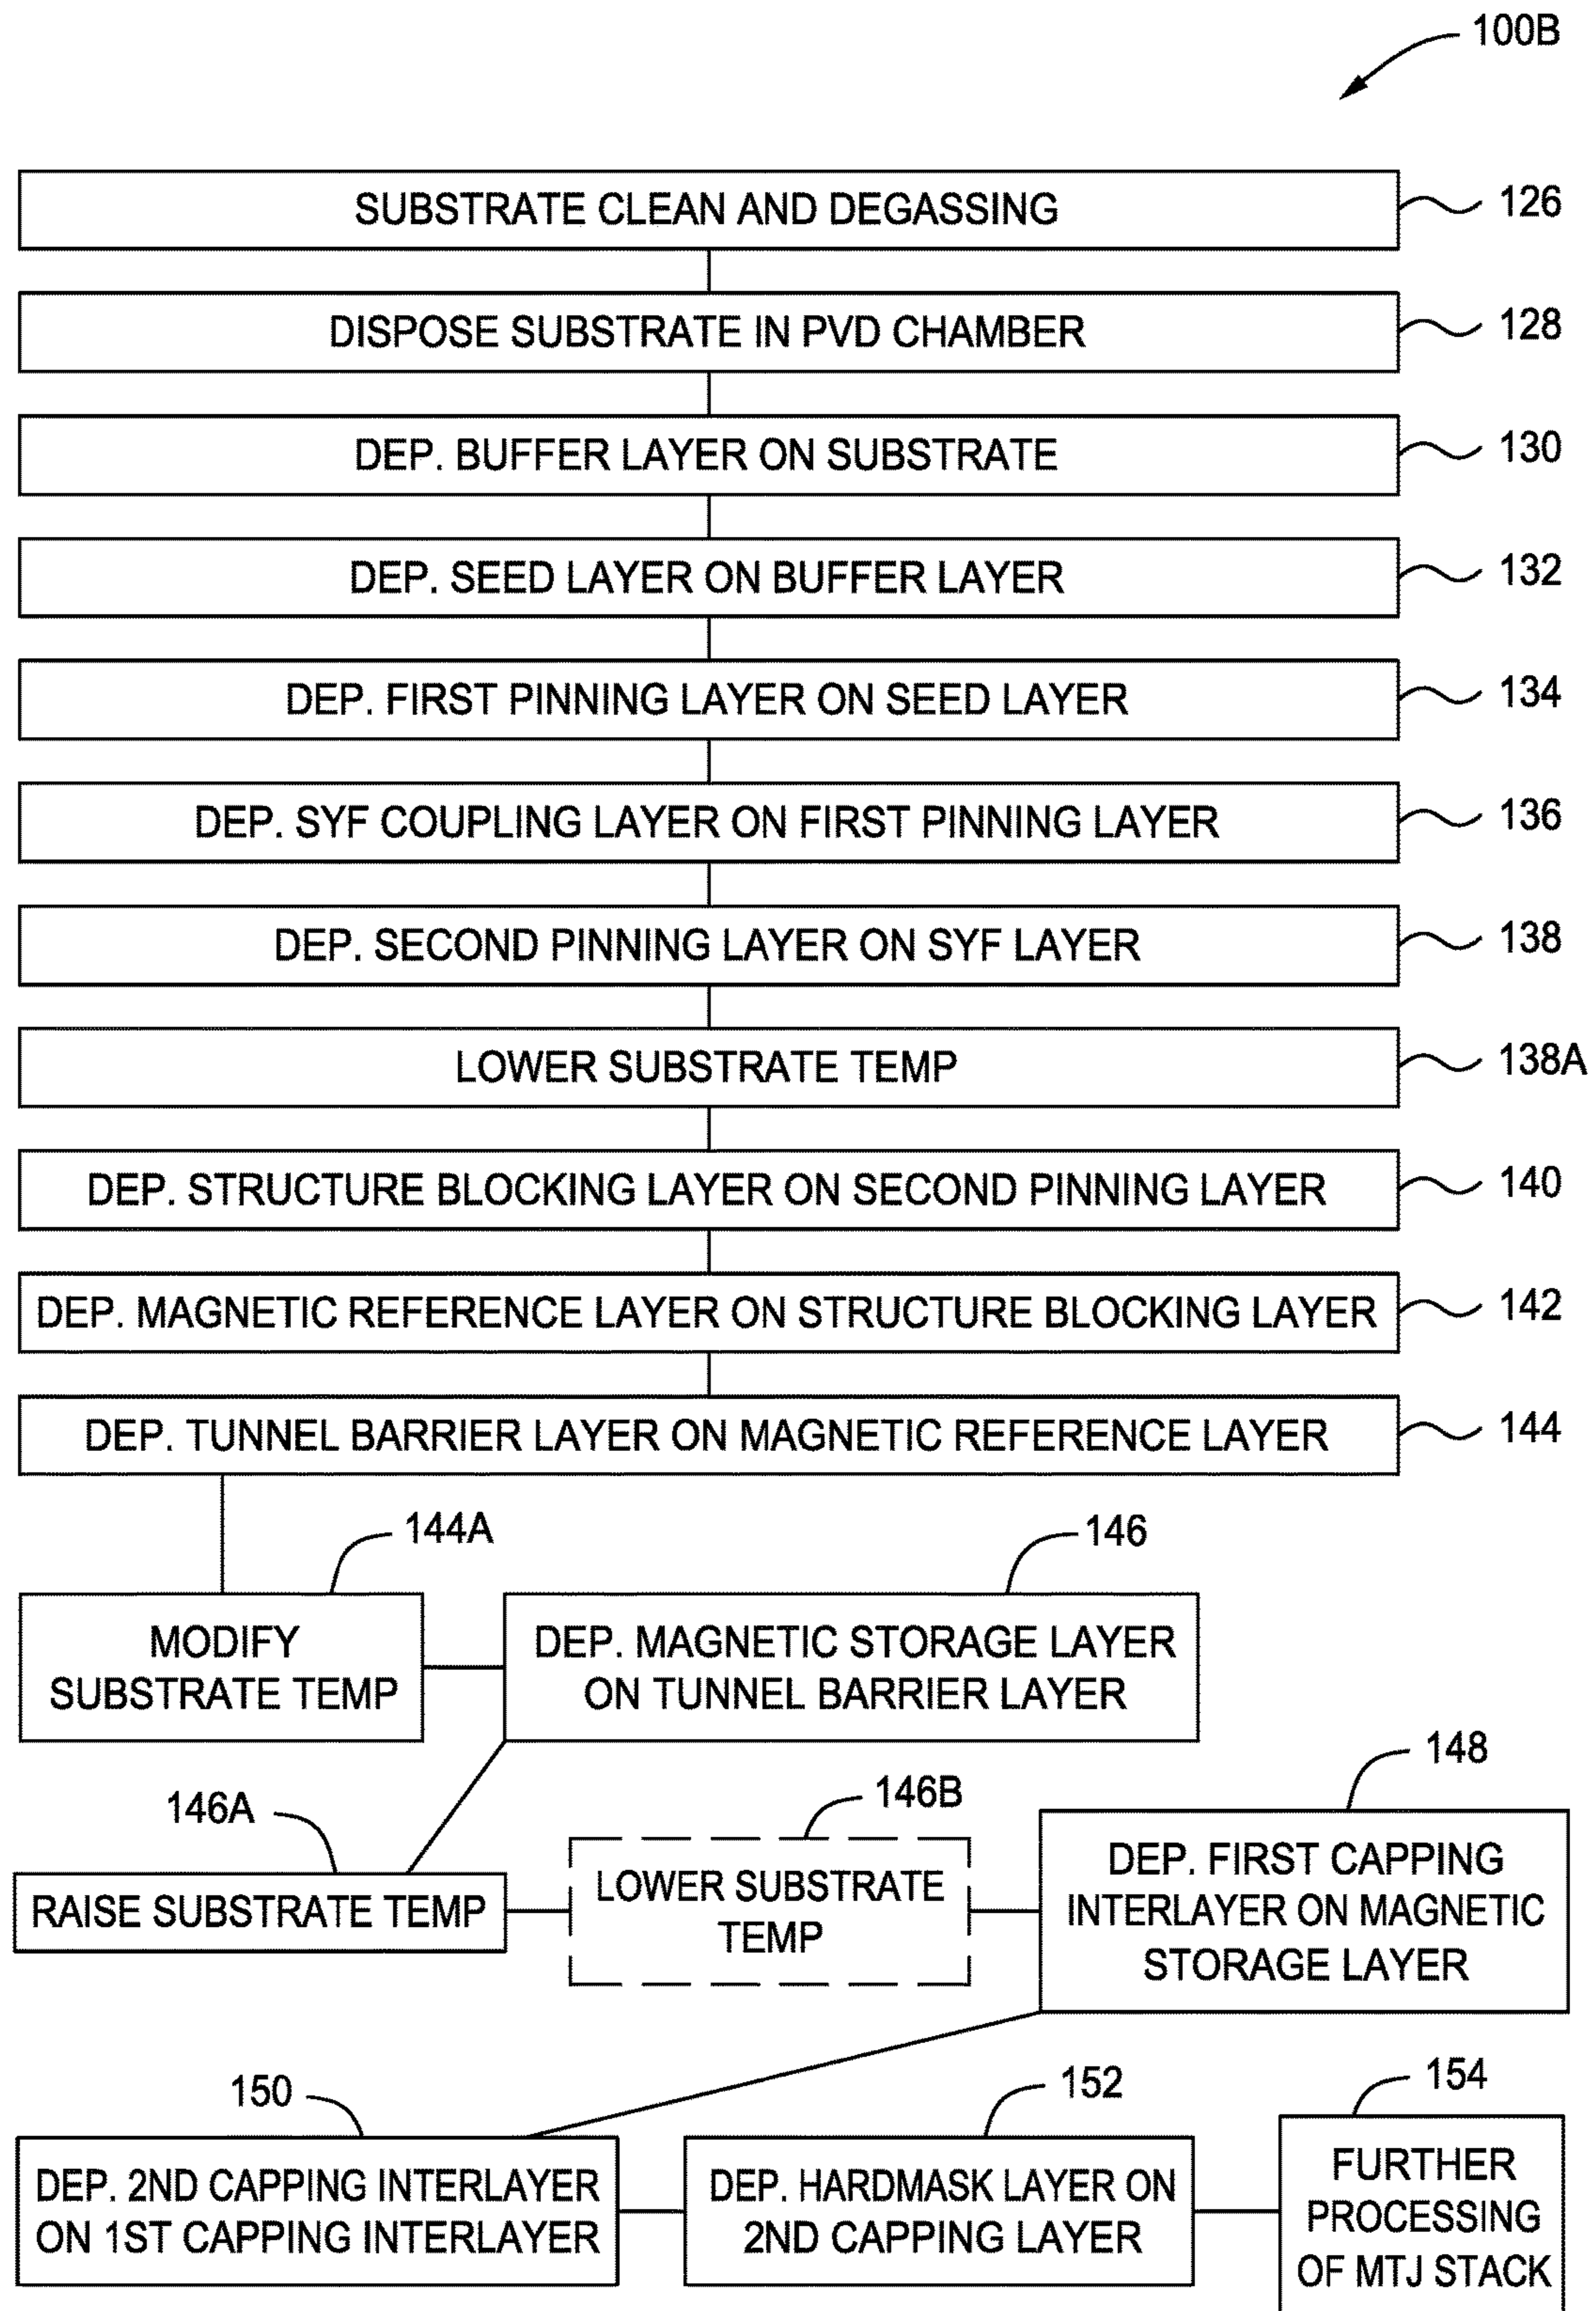 100B
SUBSTRATE CLEAN AND DEGASSING
126
DISPOSE SUBSTRATE IN PVD CHAMBER
128
DEP. BUFFER LAYER ON SUBSTRATE
130
DEP. SEED LAYER ON BUFFER LAYER
132
DEP. FIRST PINNING LAYER ON SEED LAYER
134
DEP. SYF COUPLING LAYER ON FIRST PINNING LAYER
136
DEP. SECOND PINNING LAYER ON SYF LAYER
138
LOWER SUBSTRATE TEMP
138A
DEP. STRUCTURE BLOCKING LAYER ON SECOND PINNING LAYER
140
DEP. MAGNETIC REFERENCE LAYER ON STRUCTURE BLOCKING LAYER
142
DEP. TUNNEL BARRIER LAYER ON MAGNETIC REFERENCE LAYER
144
144A
MODIFY
SUBSTRATE TEMP
146
DEP. MAGNETIC STORAGE LAYER
ON TUNNEL BARRIER LAYER
146A
RAISE SUBSTRATE TEMP
146B
LOWER SUBSTRATE
TEMP
148
DEP. FIRST CAPPING
INTERLAYER ON MAGNETIC
STORAGE LAYER
150
DEP. 2ND CAPPING INTERLAYER
ON 1ST CAPPING INTERLAYER
152
DEP. HARDMASK LAYER ON
2ND CAPPING LAYER
154
FURTHER
PROCESSING
OF MTJ STACK